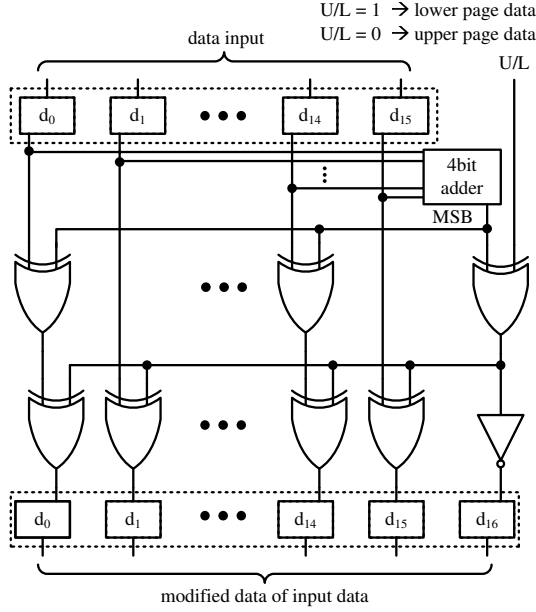 U/L = 1 → lower page data
U/L = 0 → upper page data
data input
U/L
d₀ d₁ ••• d₁₄ d₁₅
4bit
adder
MSB
d₀ d₁ ••• d₁₄ d₁₅ d₁₆
modified data of input data